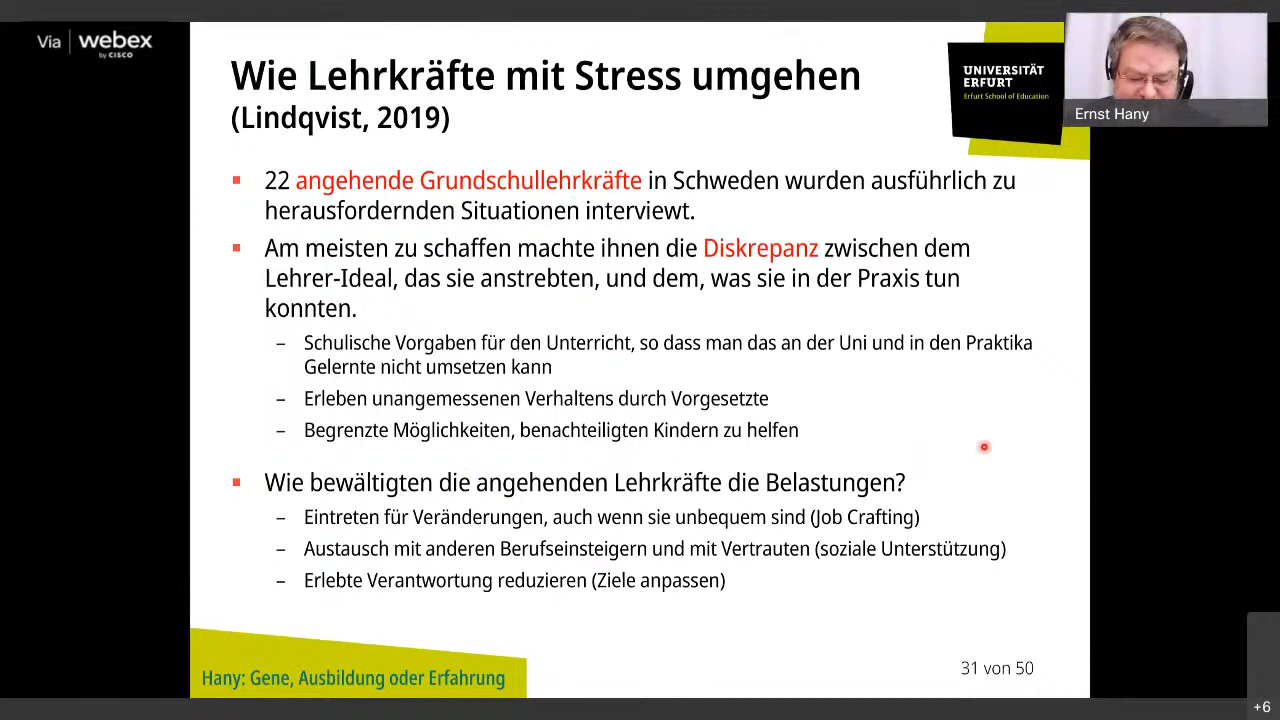 Via webex
by CISCO
Wie Lehrkräfte mit Stress umgehen
(Lindqvist, 2019)
UNIVERSITÄT
ERFURT
Erfurt School of Education
Ernst Hany
22 angehende Grundschullehrkräfte in Schweden wurden ausführlich zu
herausfordernden Situationen interviewt.
Am meisten zu schaffen machte ihnen die Diskrepanz zwischen dem
Lehrer-Ideal, das sie anstrebten, und dem, was sie in der Praxis tun
konnten.
– Schulische Vorgaben für den Unterricht, so dass man das an der Uni und in den Praktika
Gelernte nicht umsetzen kann
– Erleben unangemessenen Verhaltens durch Vorgesetzte
– Begrenzte Möglichkeiten, benachteiligten Kindern zu helfen
Wie bewältigten die angehenden Lehrkräfte die Belastungen?
– Eintreten für Veränderungen, auch wenn sie unbequem sind (Job Crafting)
– Austausch mit anderen Berufseinsteigern und mit Vertrauten (soziale Unterstützung)
– Erlebte Verantwortung reduzieren (Ziele anpassen)
Hany: Gene, Ausbildung oder Erfahrung
31 von 50
+6